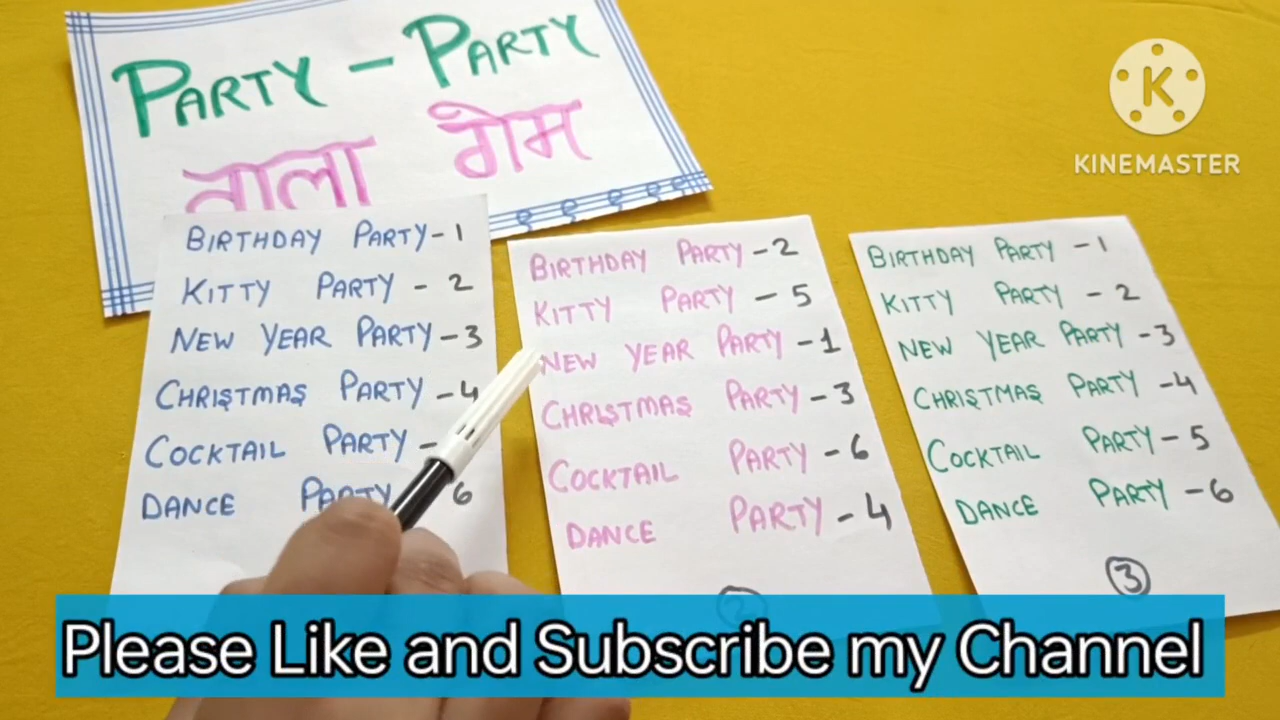 PARTY - PARTY
वाला गेम
K
KINEMASTER
BIRTHDAY PARTY-1
KITTY PARTY - 2
NEW YEAR PARTY-3
CHRISTMAS PARTY-4
COCKTAIL PARTY-
DANCE PARTY 6
BIRTHDAY PARTY-2
KITTY PARTY - 5
NEW YEAR PARTY-1
CHRISTMAS PARTY-3
COCKTAIL PARTY-6
DANCE PARTY-4
BIRTHDAY PARTY -1
KITTY PARTY - 2
NEW YEAR PARTY-3
CHRISTMAS PARTY-4
COCKTAIL PARTY-5
DANCE PARTY-6
3
Please Like and Subscribe my Channel